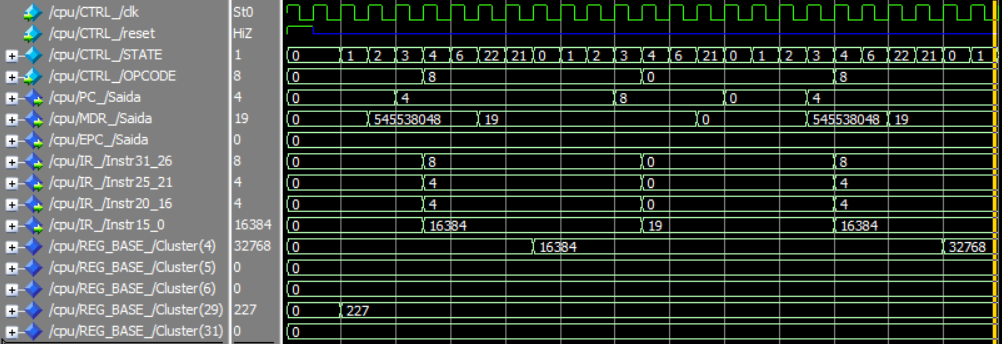 /cpu/CTRL_/clk St0
/cpu/CTRL_/reset HiZ
/cpu/CTRL_/STATE 1 0 1 2 3 4 6 22 21 0 1 2 3 4 6 21 0 1 2 3 4 6 22 21 0 1
/cpu/CTRL_/OPCODE 8 0 8 0 8
/cpu/PC_/Saida 4 0 4 8 0 4
/cpu/MDR_/Saida 19 0 545538048 19 0 545538048 19
/cpu/EPC_/Saida 0 0
/cpu/IR_/Instr31_26 8 0 8 0 8
/cpu/IR_/Instr25_21 4 0 4 0 4
/cpu/IR_/Instr20_16 4 0 4 0 4
/cpu/IR_/Instr15_0 16384 0 16384 19 16384
/cpu/REG_BASE_/Cluster(4) 32768 0 16384 32768
/cpu/REG_BASE_/Cluster(5) 0 0
/cpu/REG_BASE_/Cluster(6) 0 0
/cpu/REG_BASE_/Cluster(29) 227 0 227
/cpu/REG_BASE_/Cluster(31) 0 0